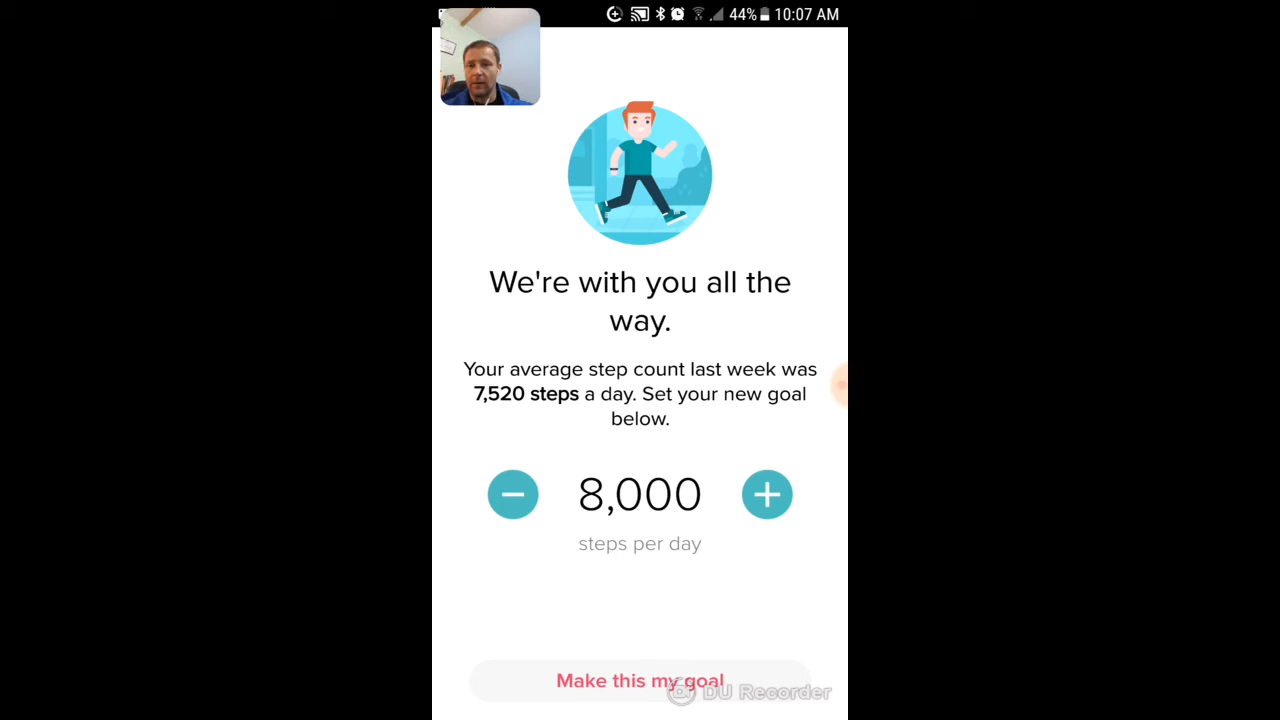 44% 10:07 AM
We're with you all the
way.
Your average step count last week was
7,520 steps a day. Set your new goal
below.
8,000
steps per day
Make this my goal
DU Recorder